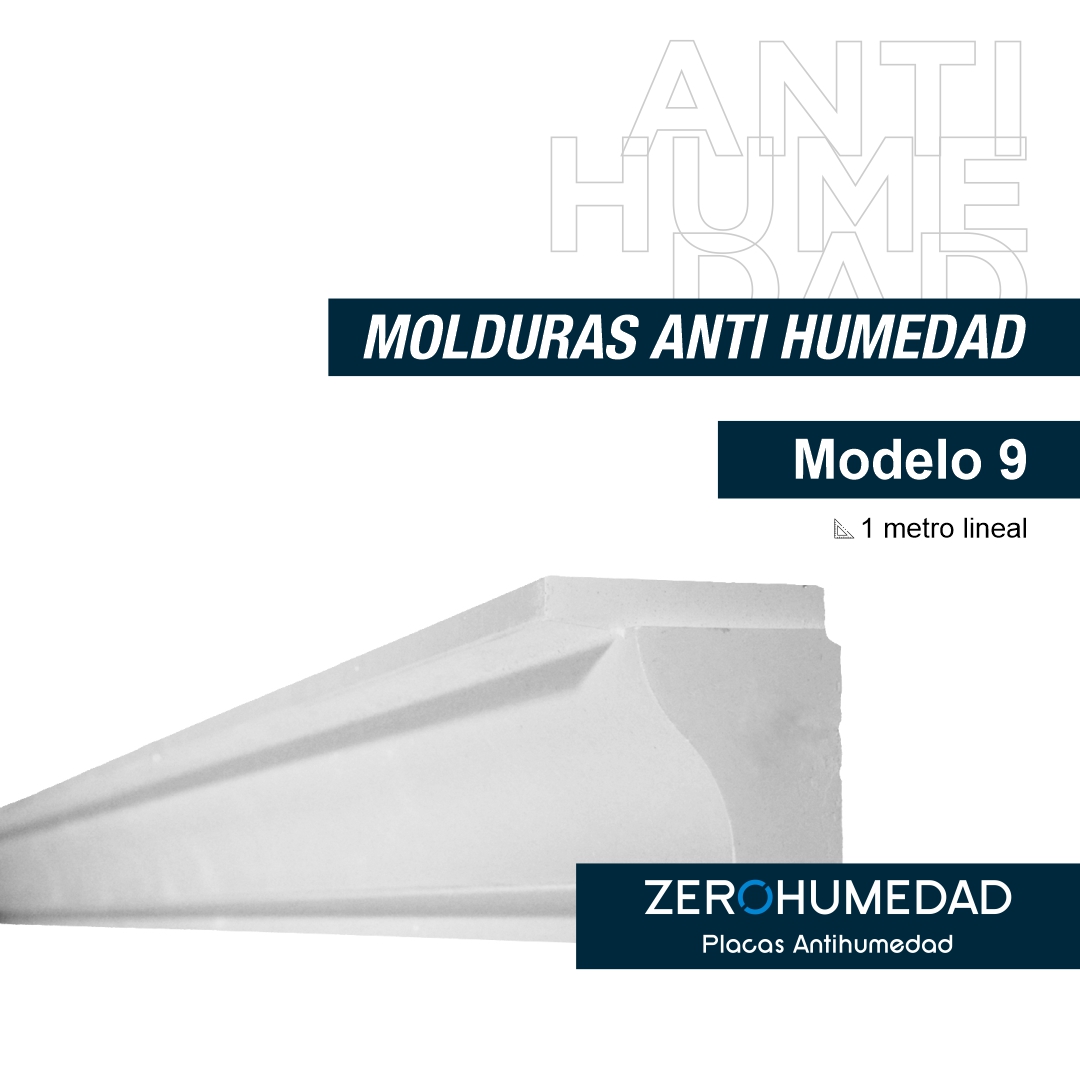 ANTI
HUME
DAD
MOLDURAS ANTI HUMEDAD
Modelo 9
1 metro lineal
ZEROHUMEDAD
Placas Antihumedad